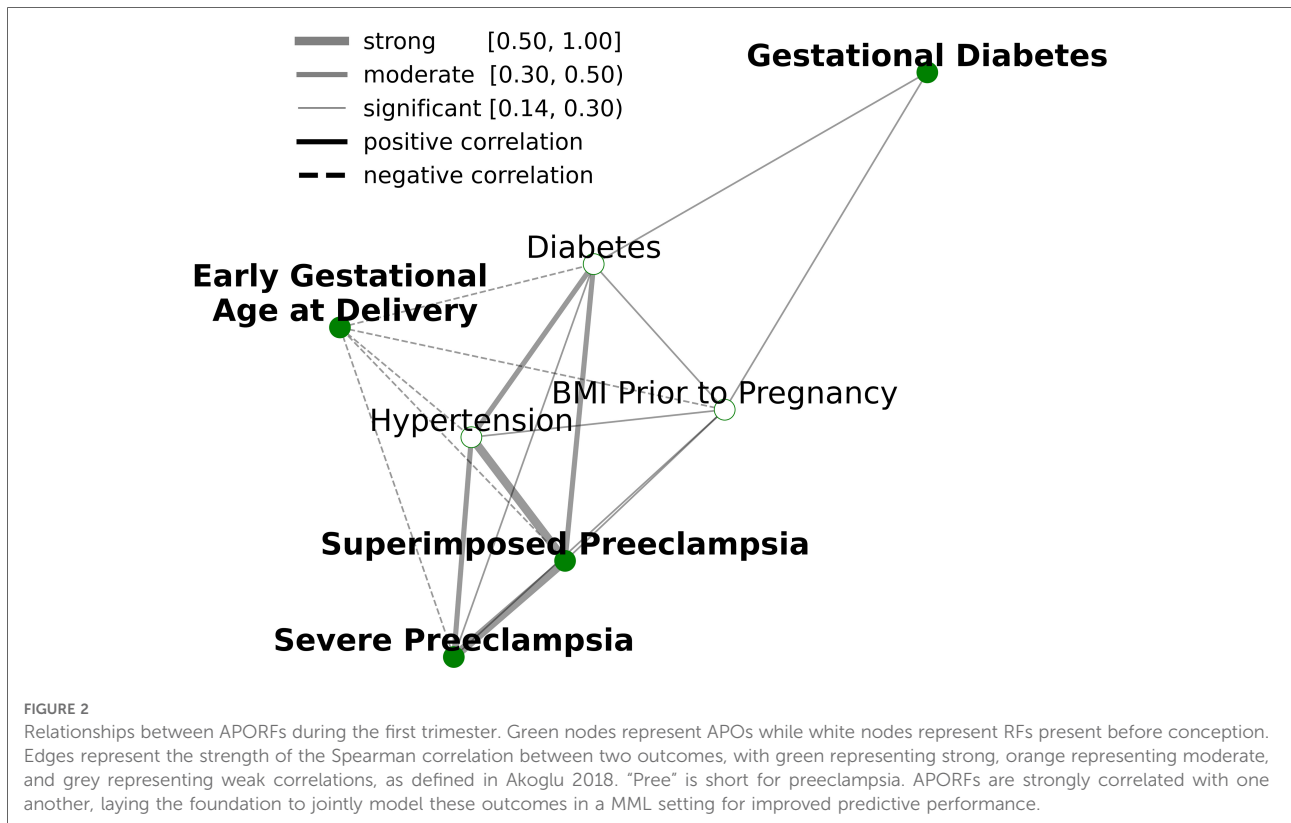 strong [0.50, 1.00]
moderate [0.30, 0.50)
significant [0.14, 0.30)
positive correlation
negative correlation
Gestational Diabetes
Diabetes
Early Gestational
Age at Delivery
BMI Prior to Pregnancy
Hypertension
Superimposed Preeclampsia
Severe Preeclampsia
FIGURE 2
Relationships between APORFs during the first trimester. Green nodes represent APOs while white nodes represent RFs present before conception.
Edges represent the strength of the Spearman correlation between two outcomes, with green representing strong, orange representing moderate,
and grey representing weak correlations, as defined in Akoglu 2018. “Pree” is short for preeclampsia. APORFs are strongly correlated with one
another, laying the foundation to jointly model these outcomes in a MML setting for improved predictive performance.